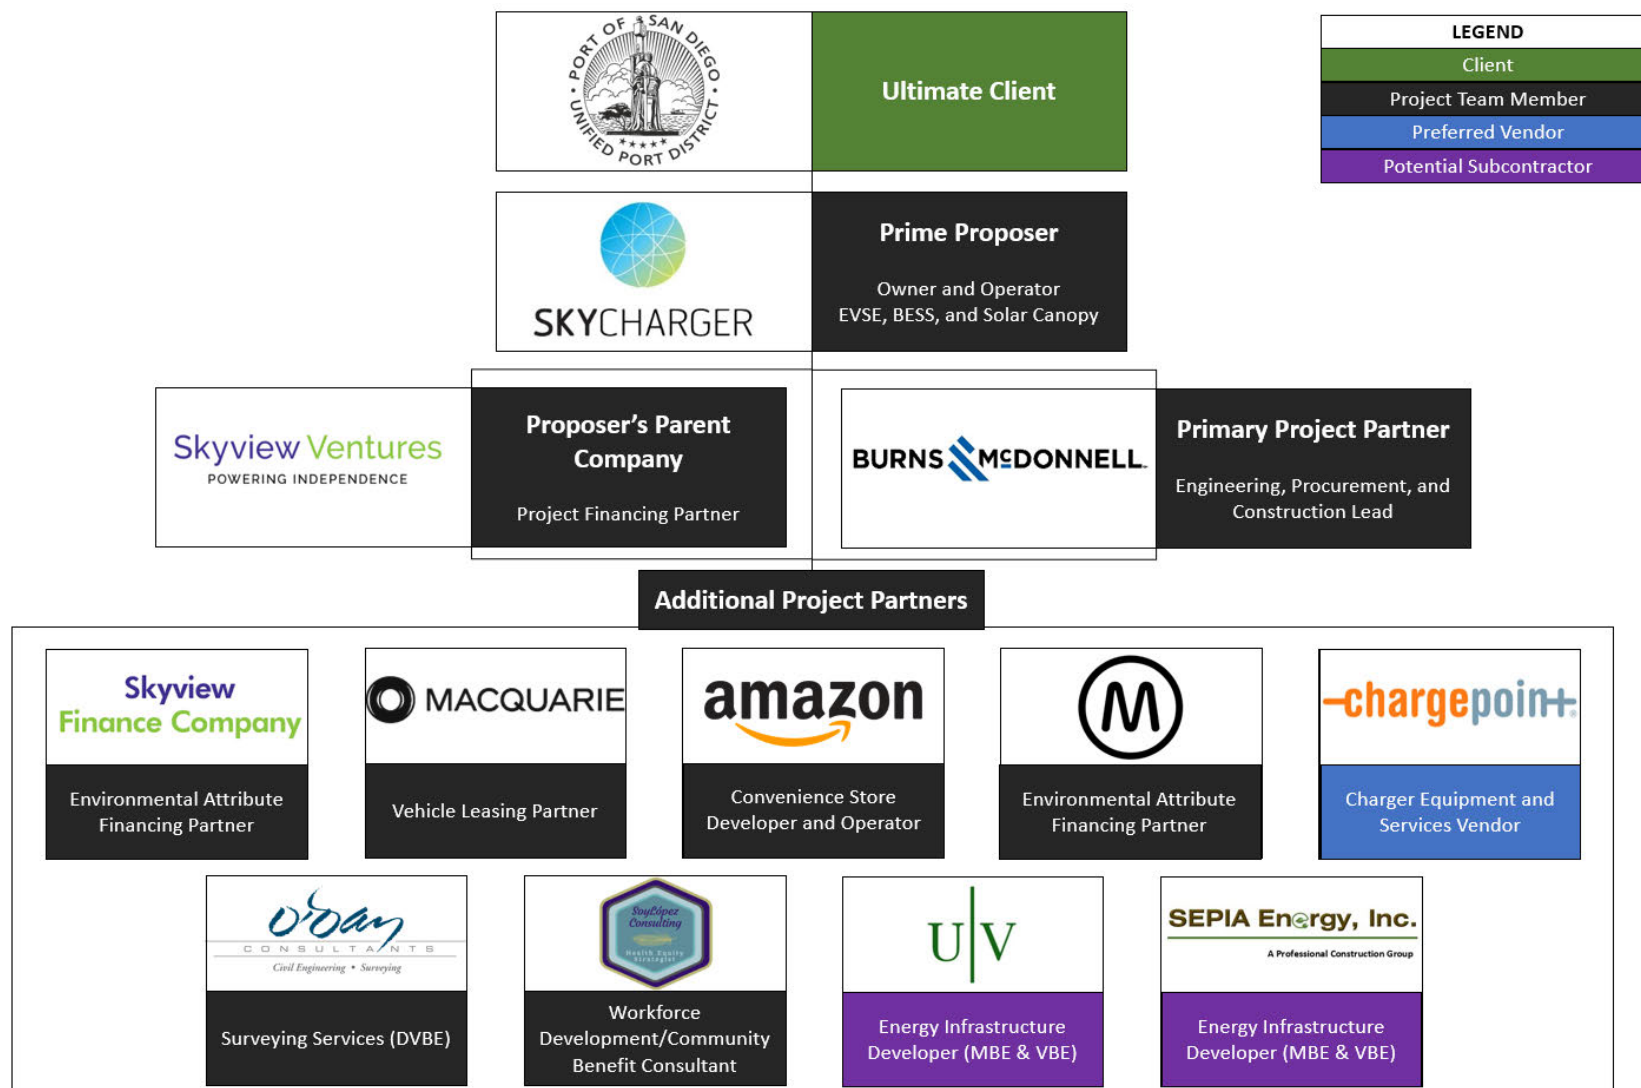 PORT OF SAN DIEGO
UNIFIED PORT DISTRICT
Ultimate Client
LEGEND
Client
Project Team Member
Preferred Vendor
Potential Subcontractor
SKYCHARGER
Prime Proposer
Owner and Operator
EVSE, BESS, and Solar Canopy
Skyview Ventures
POWERING INDEPENDENCE
Proposer's Parent
Company
Project Financing Partner
BURNS McDONNELL
Primary Project Partner
Engineering, Procurement, and
Construction Lead
Additional Project Partners
Skyview
Finance Company
Environmental Attribute
Financing Partner
MACQUARIE
Vehicle Leasing Partner
amazon
Convenience Store
Developer and Operator
M
Environmental Attribute
Financing Partner
chargepoin+
Charger Equipment and
Services Vendor
O'Day
CONSULTANTS
Civil Engineering • Surveying
Surveying Services (DVBE)
SoyLópez
Consulting
Health Equity
Strategist
Workforce
Development/Community
Benefit Consultant
U|V
Energy Infrastructure
Developer (MBE & VBE)
SEPIA Energy, Inc.
A Professional Construction Group
Energy Infrastructure
Developer (MBE & VBE)